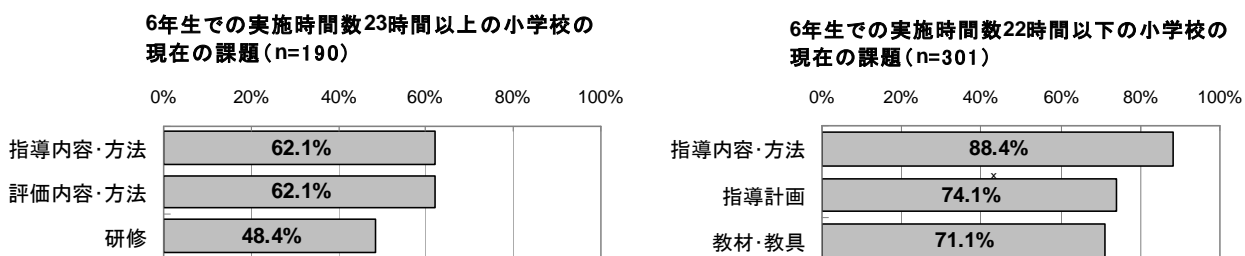 6年生での実施時間数23時間以上の小学校の
現在の課題(n=190)
0% 20% 40% 60% 80% 100%
指導内容・方法 62.1%
評価内容・方法 62.1%
研修 48.4%
6年生での実施時間数22時間以下の小学校の
現在の課題(n=301)
0% 20% 40% 60% 80% 100%
指導内容・方法 88.4%
x
指導計画 74.1%
教材・教具 71.1%